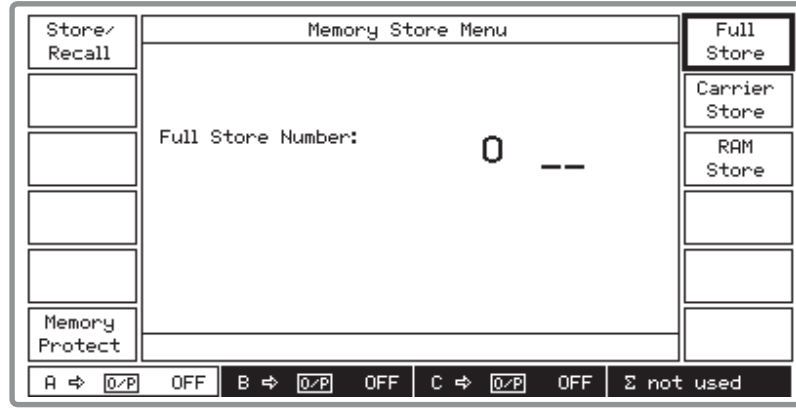 Store/
Recall
Memory Store Menu
Full
Store
Carrier
Store
Full Store Number: 0 __
RAM
Store
Memory
Protect
A ⇨ O/P OFF B ⇨ O/P OFF C ⇨ O/P OFF Σ not used